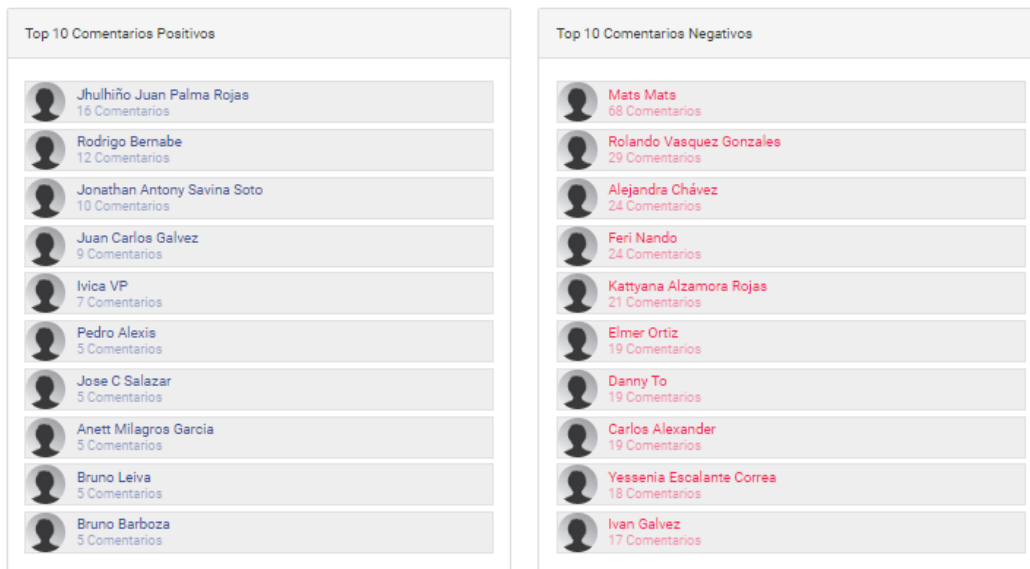 Top 10 Comentarios Positivos
Jhulhiño Juan Palma Rojas
16 Comentarios
Rodrigo Bernabe
12 Comentarios
Jonathan Antony Savina Soto
10 Comentarios
Juan Carlos Galvez
9 Comentarios
Ivica VP
7 Comentarios
Pedro Alexis
5 Comentarios
Jose C Salazar
5 Comentarios
Anett Milagros Garcia
5 Comentarios
Bruno Leiva
5 Comentarios
Bruno Barboza
5 Comentarios
Top 10 Comentarios Negativos
Mats Mats
68 Comentarios
Rolando Vasquez Gonzales
29 Comentarios
Alejandra Chávez
24 Comentarios
Feri Nando
24 Comentarios
Kattyana Alzamora Rojas
21 Comentarios
Elmer Ortiz
19 Comentarios
Danny To
19 Comentarios
Carlos Alexander
19 Comentarios
Yessenia Escalante Correa
18 Comentarios
Ivan Galvez
17 Comentarios